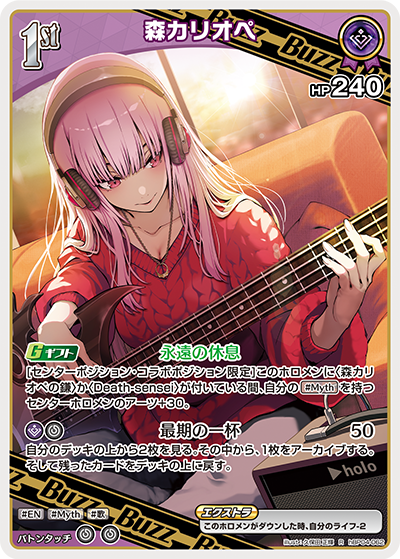 1st
森カリオペ
Buzz Buzz
HP240
Gギフト 永遠の休息
[センターポジション・コラボポジション限定]このホロメンに〈森カリ
オペの鎌〉か〈Death-sensei〉が付いている間、自分の #Myth を持つ
センターホロメンのアーツ+30。
最期の一杯 50
自分のデッキの上から2枚を見る。その中から、1枚をアーカイブする。
そして残ったカードをデッキの上に戻す。
holo
#EN #Myth #歌
バトンタッチ
Buzz Buzz Buzz
エクストラ
このホロメンがダウンした時、自分のライフ-2
R hBP04-062